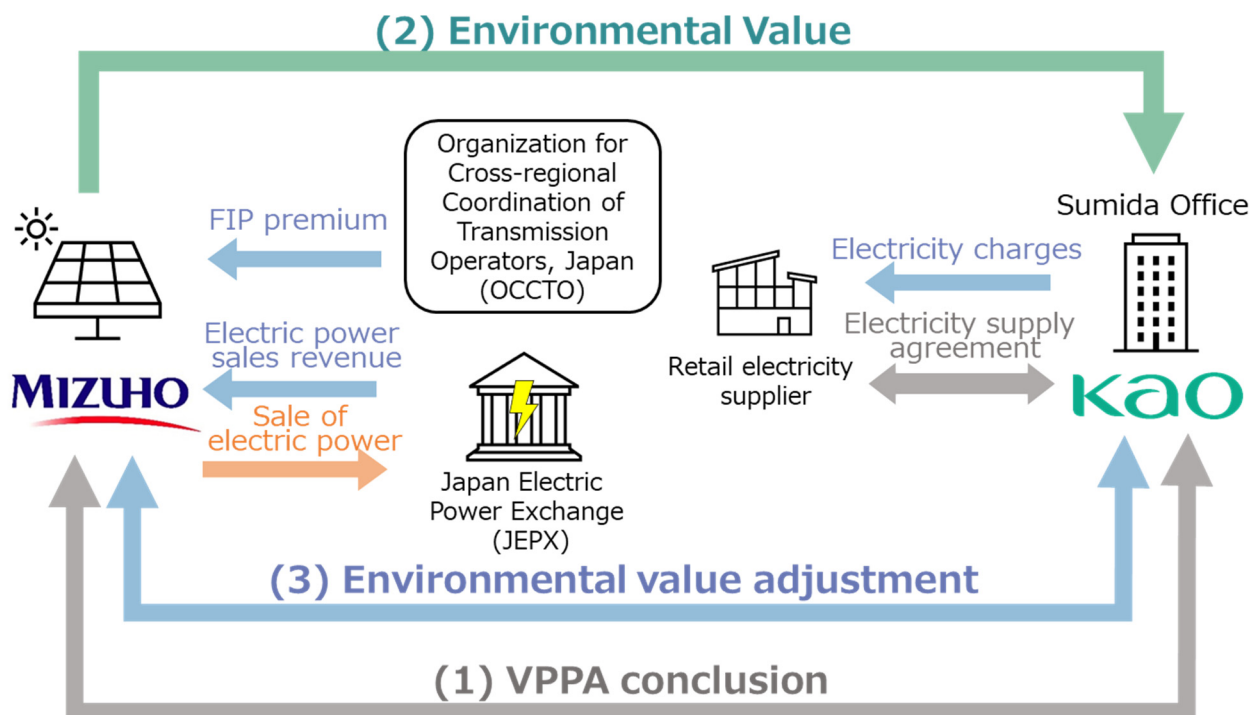 (2) Environmental Value
Organization for
Cross-regional
Coordination of
Transmission
Operators, Japan
(OCCTO)
FIP premium
Sumida Office
Electricity charges
Electric power
sales revenue
Electricity supply
agreement
Retail electricity
supplier
MIZUHO
Kao
Sale of
electric power
Japan Electric
Power Exchange
(JEPX)
(3) Environmental value adjustment
(1) VPPA conclusion